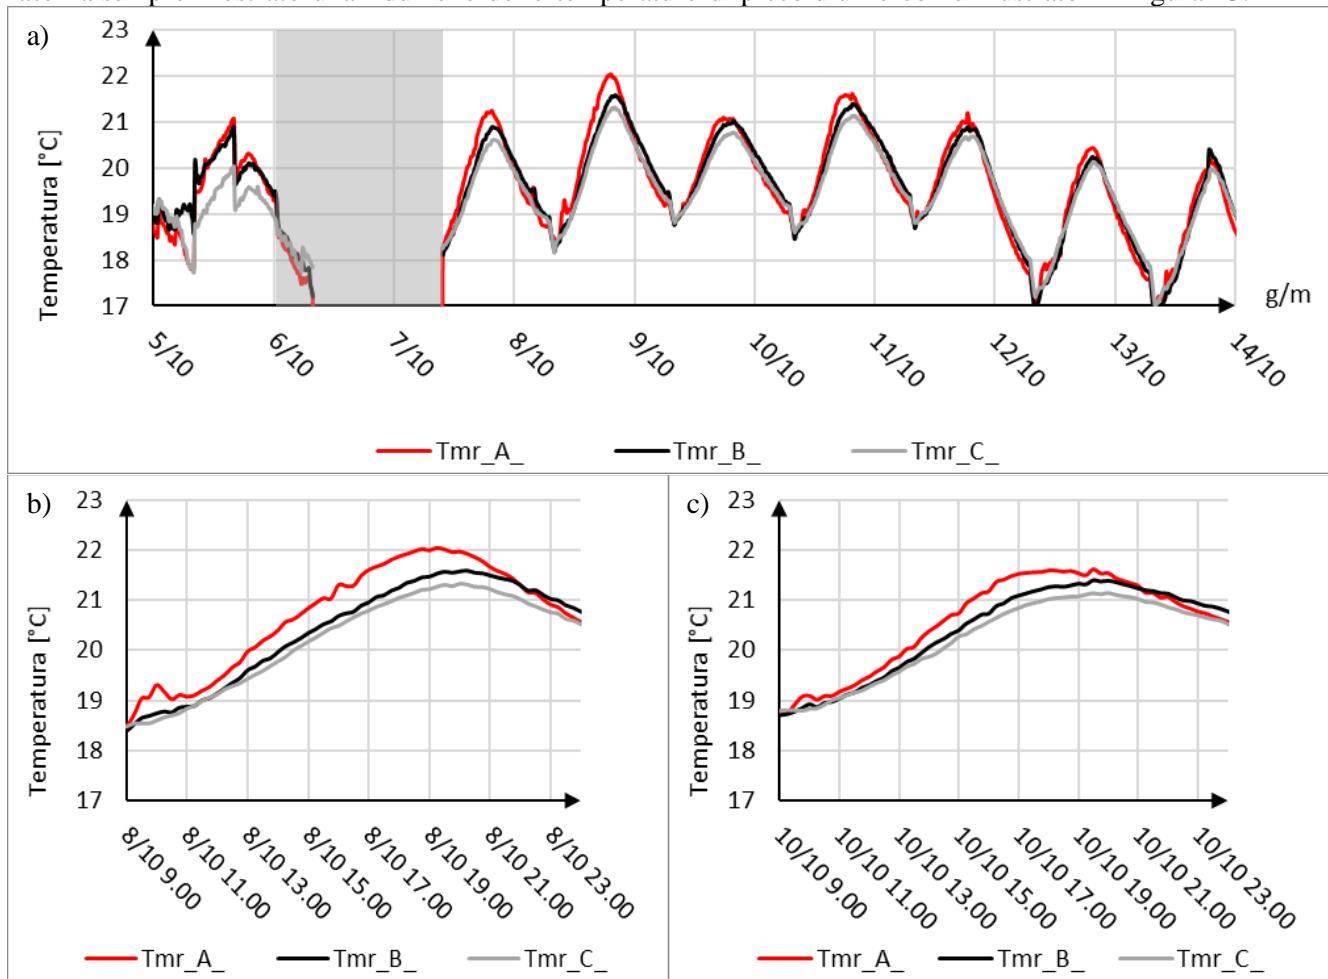 a)
23
22
21
20
19
18
17
Temperatura [°C]
g/m
5/10
6/10
7/10
8/10
9/10
10/10
11/10
12/10
13/10
14/10
Tmr_A_
Tmr_B_
Tmr_C_
b)
23
22
21
20
19
18
17
Temperatura [°C]
8/10 9.00
8/10 11.00
8/10 13.00
8/10 15.00
8/10 17.00
8/10 19.00
8/10 21.00
8/10 23.00
Tmr_A_
Tmr_B_
Tmr_C_
c)
23
22
21
20
19
18
17
Temperatura [°C]
10/10 9.00
10/10 11.00
10/10 13.00
10/10 15.00
10/10 17.00
10/10 19.00
10/10 21.00
10/10 23.00
Tmr_A_
Tmr_B_
Tmr_C_